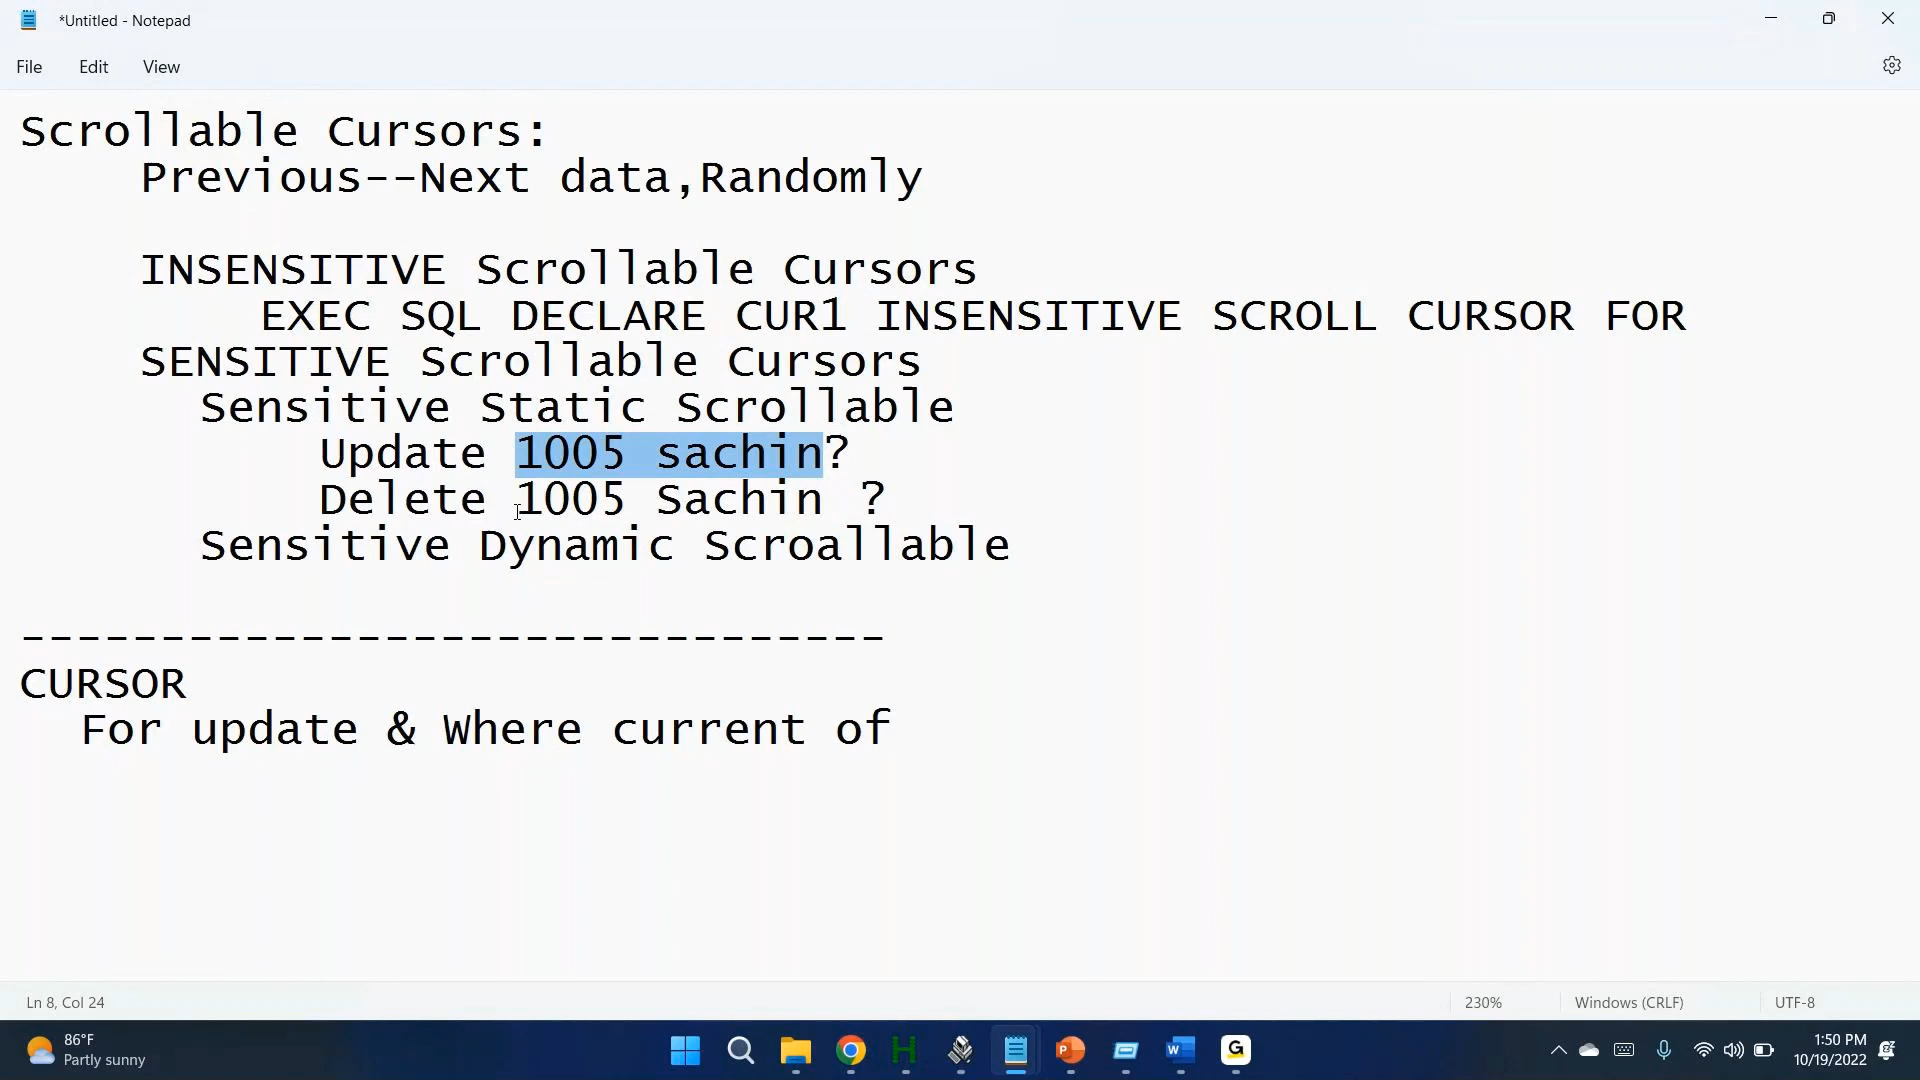 *Untitled - Notepad
File Edit View
Scrollable Cursors:
Previous--Next data,Randomly
INSENSITIVE Scrollable Cursors
EXEC SQL DECLARE CUR1 INSENSITIVE SCROLL CURSOR FOR
SENSITIVE Scrollable Cursors
Sensitive Static Scrollable
Update 1005 sachin?
Delete 1005 Sachin ?
Sensitive Dynamic Scroallable
--------------------------------
CURSOR
For update & Where current of
Ln 8, Col 24 230% Windows (CRLF) UTF-8
86°F
Partly sunny
1:50 PM
10/19/2022